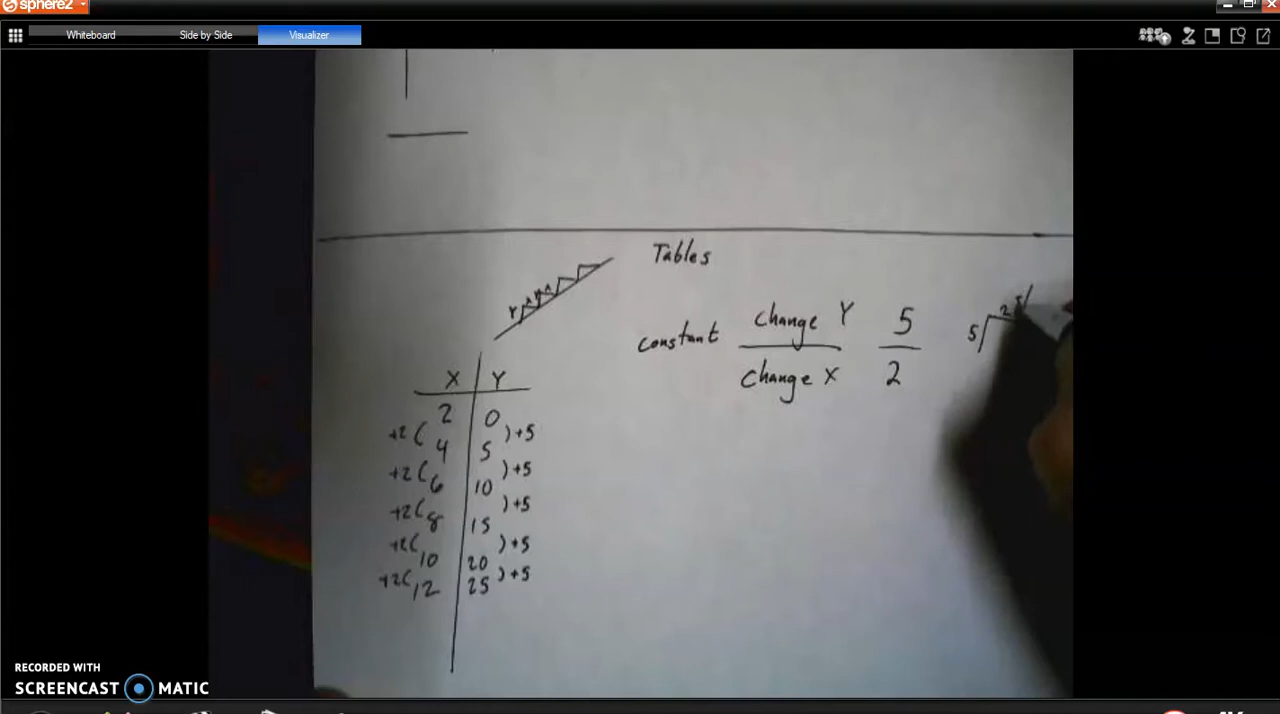 sphere2
Whiteboard Side by Side Visualizer
Tables
constant change Y 5
change X 2
5 2
X Y
2 0
+2( )+5
4 5
+2( )+5
6 10
+2( )+5
8 15
+2( )+5
10 20
+2( )+5
12 25
RECORDED WITH
SCREENCAST MATIC